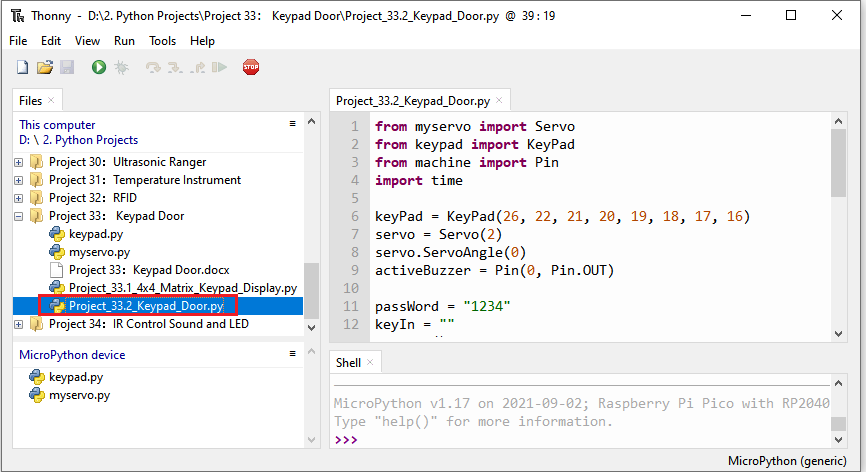 Thonny - D:\2. Python Projects\Project 33： Keypad Door\Project_33.2_Keypad_Door.py @ 39 : 19
File Edit View Run Tools Help
STOP
Files
This computer
D: \ 2. Python Projects
Project 30：Ultrasonic Ranger
Project 31：Temperature Instrument
Project 32：RFID
Project 33： Keypad Door
keypad.py
myservo.py
Project 33：Keypad Door.docx
Project_33.1_4x4_Matrix_Keypad_Display.py
Project_33.2_Keypad_Door.py
Project 34：IR Control Sound and LED
MicroPython device
keypad.py
myservo.py
Project_33.2_Keypad_Door.py
1 from myservo import Servo
2 from keypad import KeyPad
3 from machine import Pin
4 import time
5
6 keyPad = KeyPad(26, 22, 21, 20, 19, 18, 17, 16)
7 servo = Servo(2)
8 servo.ServoAngle(0)
9 activeBuzzer = Pin(0, Pin.OUT)
10
11 passWord = "1234"
12 keyIn = ""
Shell
MicroPython v1.17 on 2021-09-02; Raspberry Pi Pico with RP2040
Type "help()" for more information.
>>>
MicroPython (generic)